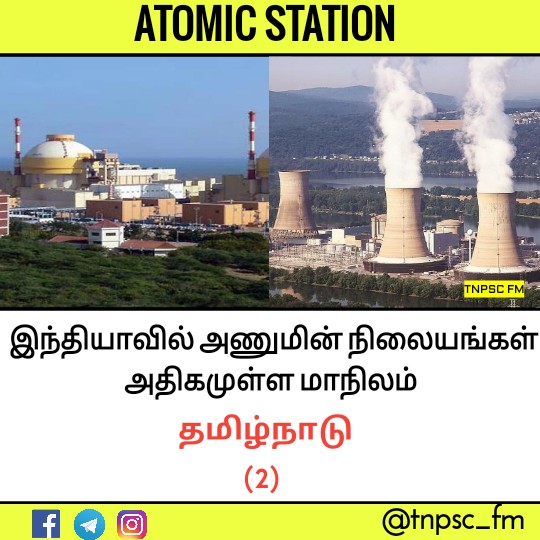 ATOMIC STATION
TNPSC FM
இந்தியாவில் அணுமின் நிலையங்கள்
அதிகமுள்ள மாநிலம்
தமிழ்நாடு
(2)
@tnpsc_fm